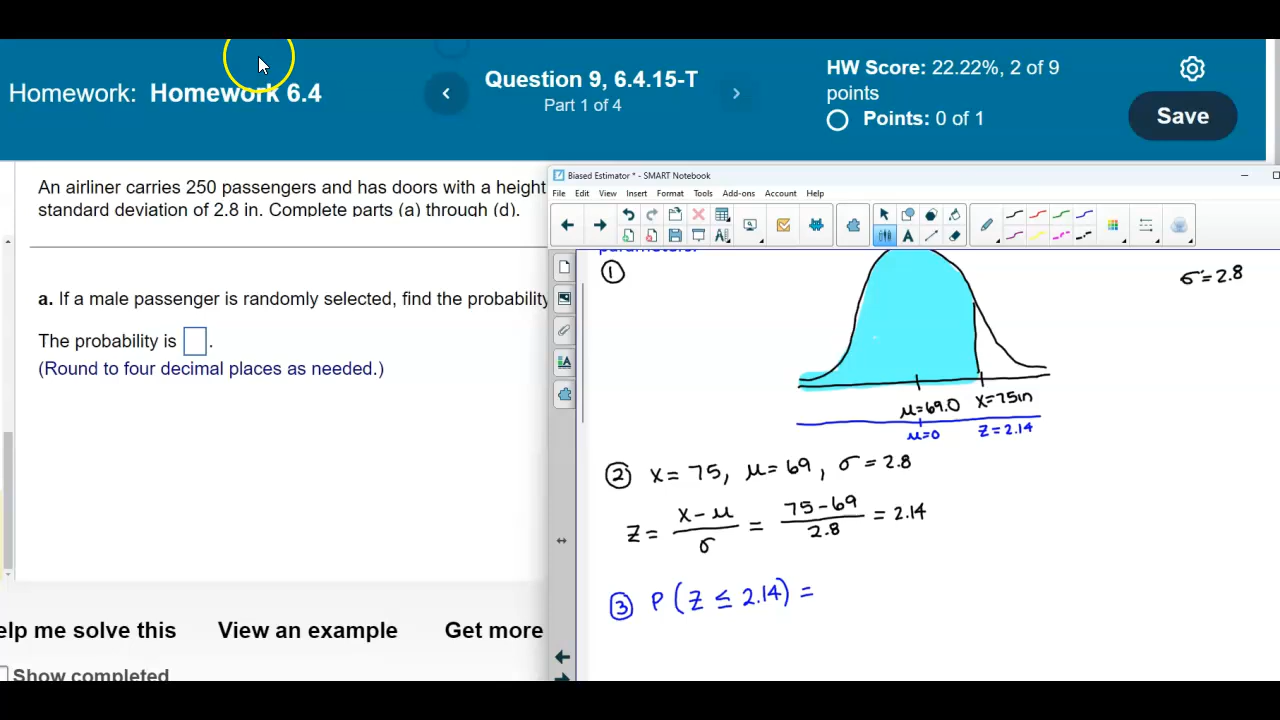 Homework: Homework 6.4
Question 9, 6.4.15-T
Part 1 of 4
HW Score: 22.22%, 2 of 9
points
Points: 0 of 1
Save
An airliner carries 250 passengers and has doors with a height
standard deviation of 2.8 in. Complete parts (a) through (d).
a. If a male passenger is randomly selected, find the probability
The probability is
.
(Round to four decimal places as needed.)
elp me solve this
View an example
Get more
Show completed
Biased Estimator * - SMART Notebook
File Edit View Insert Format Tools Add-ons Account Help
parameters.
①
σ = 2.8
μ=69.0 x=75in
μ=0 z=2.14
② x = 75, μ = 69, σ = 2.8
z = (x - μ)/σ = (75-69)/2.8 = 2.14
③ P(z ≤ 2.14) =